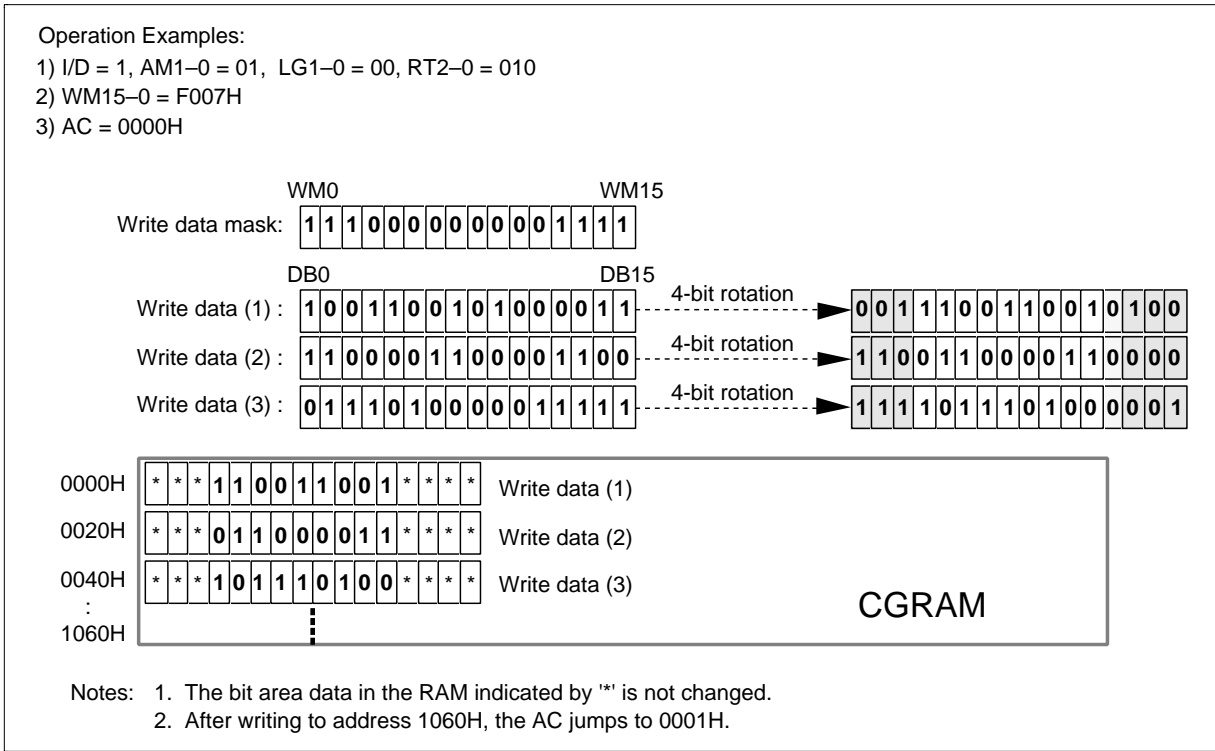 Operation Examples:
1) I/D = 1, AM1–0 = 01, LG1–0 = 00, RT2–0 = 010
2) WM15–0 = F007H
3) AC = 0000H
WM0 WM15
Write data mask: 1 1 1 0 0 0 0 0 0 0 0 0 1 1 1 1
DB0 DB15
Write data (1) : 1 0 0 1 1 0 0 1 0 1 0 0 0 0 1 1 4-bit rotation 0 0 1 1 1 0 0 1 1 0 0 1 0 1 0 0
Write data (2) : 1 1 0 0 0 0 1 1 0 0 0 0 1 1 0 0 4-bit rotation 1 1 0 0 1 1 0 0 0 0 1 1 0 0 0 0
Write data (3) : 0 1 1 1 0 1 0 0 0 0 0 1 1 1 1 1 4-bit rotation 1 1 1 1 0 1 1 1 0 1 0 0 0 0 0 1
0000H * * * 1 1 0 0 1 1 0 0 1 * * * * Write data (1)
0020H * * * 0 1 1 0 0 0 0 1 1 * * * * Write data (2)
0040H * * * 1 0 1 1 1 0 1 0 0 * * * * Write data (3)
:
CGRAM
1060H
Notes: 1. The bit area data in the RAM indicated by '*' is not changed.
2. After writing to address 1060H, the AC jumps to 0001H.